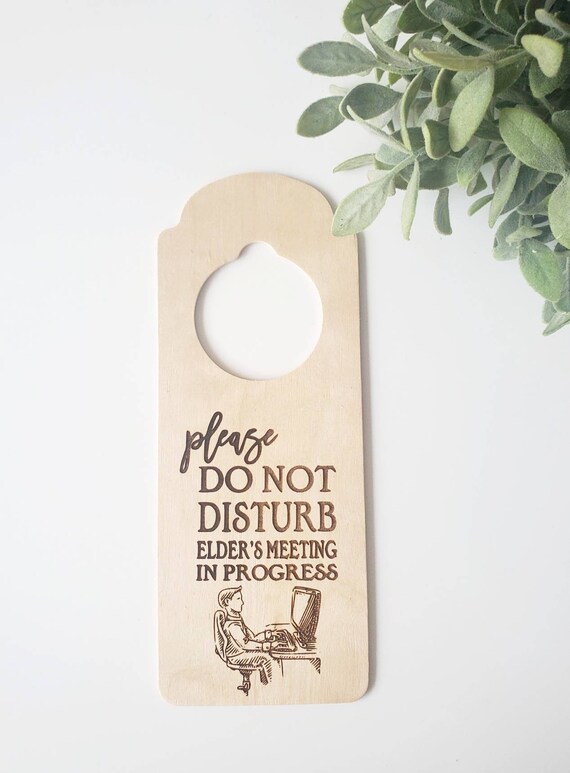 please
DO NOT
DISTURB
ELDER'S MEETING
IN PROGRESS